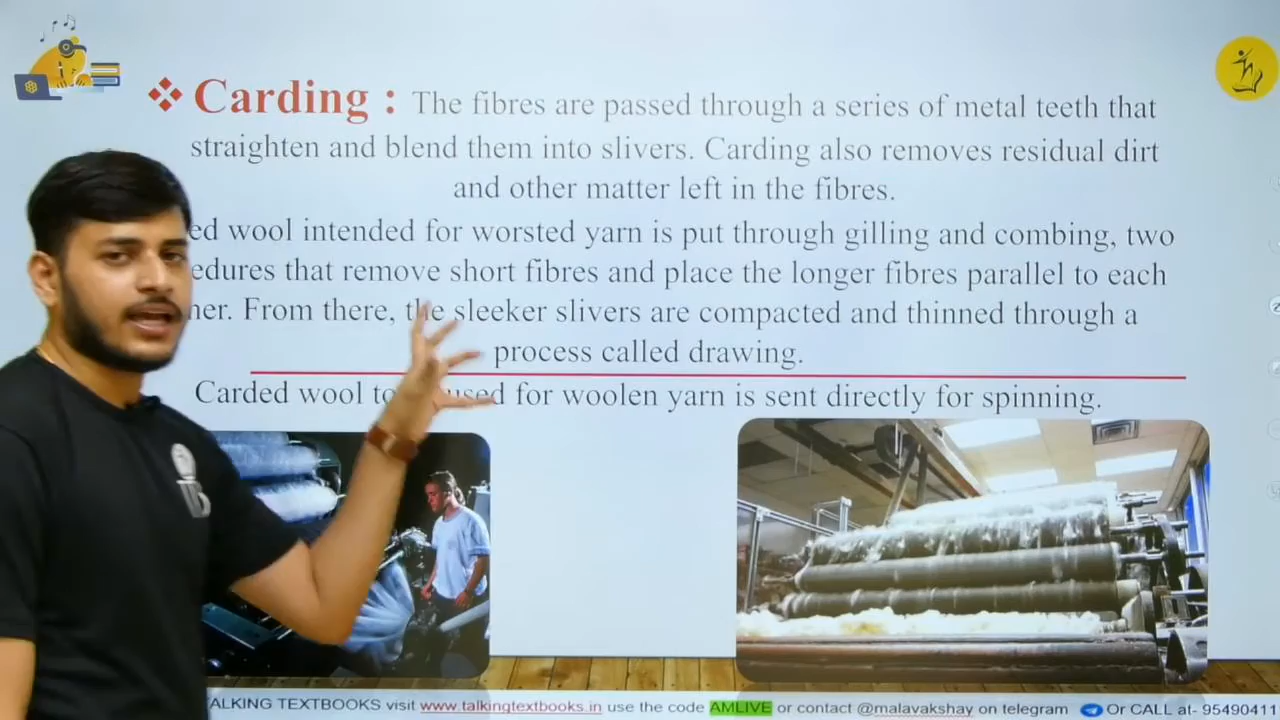 ❖ Carding : The fibres are passed through a series of metal teeth that
straighten and blend them into slivers. Carding also removes residual dirt
and other matter left in the fibres.
ed wool intended for worsted yarn is put through gilling and combing, two
edures that remove short fibres and place the longer fibres parallel to each
her. From there, the sleeker slivers are compacted and thinned through a
process called drawing.
Carded wool to used for woolen yarn is sent directly for spinning.
ALKING TEXTBOOKS visit www.talkingtextbooks.in use the code AMLIVE or contact @malavakshay on telegram Or CALL at- 95490411